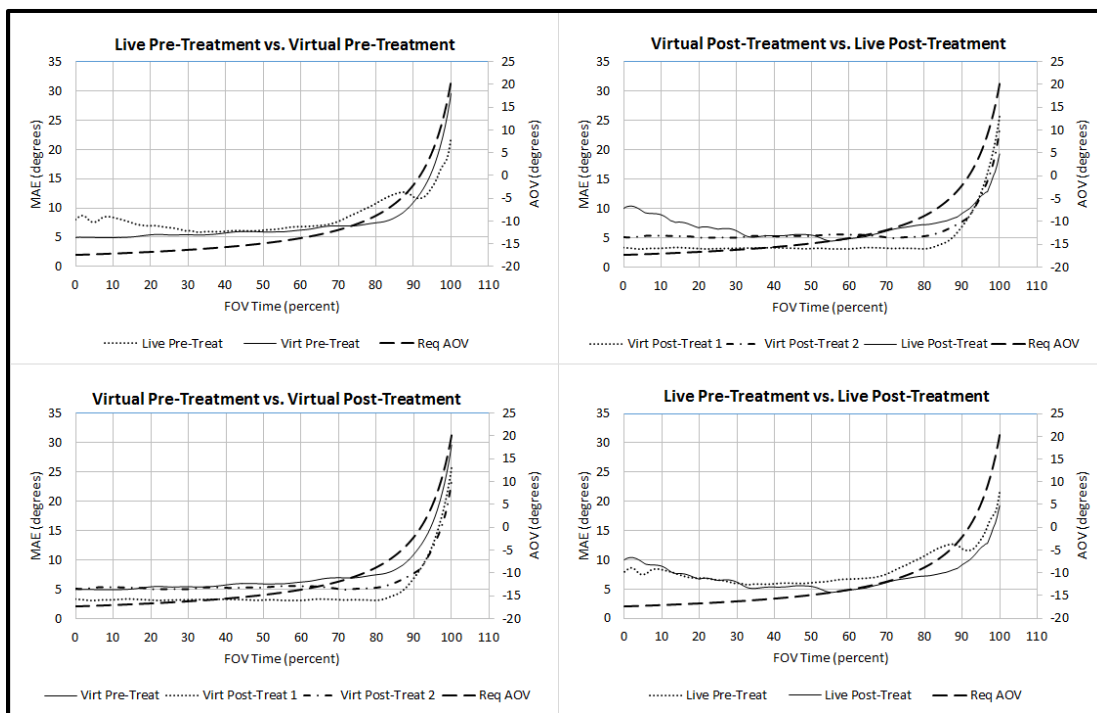 Live Pre-Treatment vs. Virtual Pre-Treatment
35 30 25 20 15 10 5 0
MAE (degrees)
25 20 15 10 5 0 -5 -10 -15 -20
AOV (degrees)
0 10 20 30 40 50 60 70 80 90 100 110
FOV Time (percent)
Live Pre-Treat Virt Pre-Treat Req AOV
Virtual Post-Treatment vs. Live Post-Treatment
35 30 25 20 15 10 5 0
MAE (degrees)
25 20 15 10 5 0 -5 -10 -15 -20
AOV (degrees)
0 10 20 30 40 50 60 70 80 90 100 110
FOV Time (percent)
Virt Post-Treat 1 Virt Post-Treat 2 Live Post-Treat Req AOV
Virtual Pre-Treatment vs. Virtual Post-Treatment
35 30 25 20 15 10 5 0
MAE (degrees)
25 20 15 10 5 0 -5 -10 -15 -20
AOV (degrees)
0 10 20 30 40 50 60 70 80 90 100 110
FOV Time (percent)
Virt Pre-Treat Virt Post-Treat 1 Virt Post-Treat 2 Req AOV
Live Pre-Treatment vs. Live Post-Treatment
35 30 25 20 15 10 5 0
MAE (degrees)
25 20 15 10 5 0 -5 -10 -15 -20
AOV (degrees)
0 10 20 30 40 50 60 70 80 90 100 110
FOV Time (percent)
Live Pre-Treat Live Post-Treat Req AOV